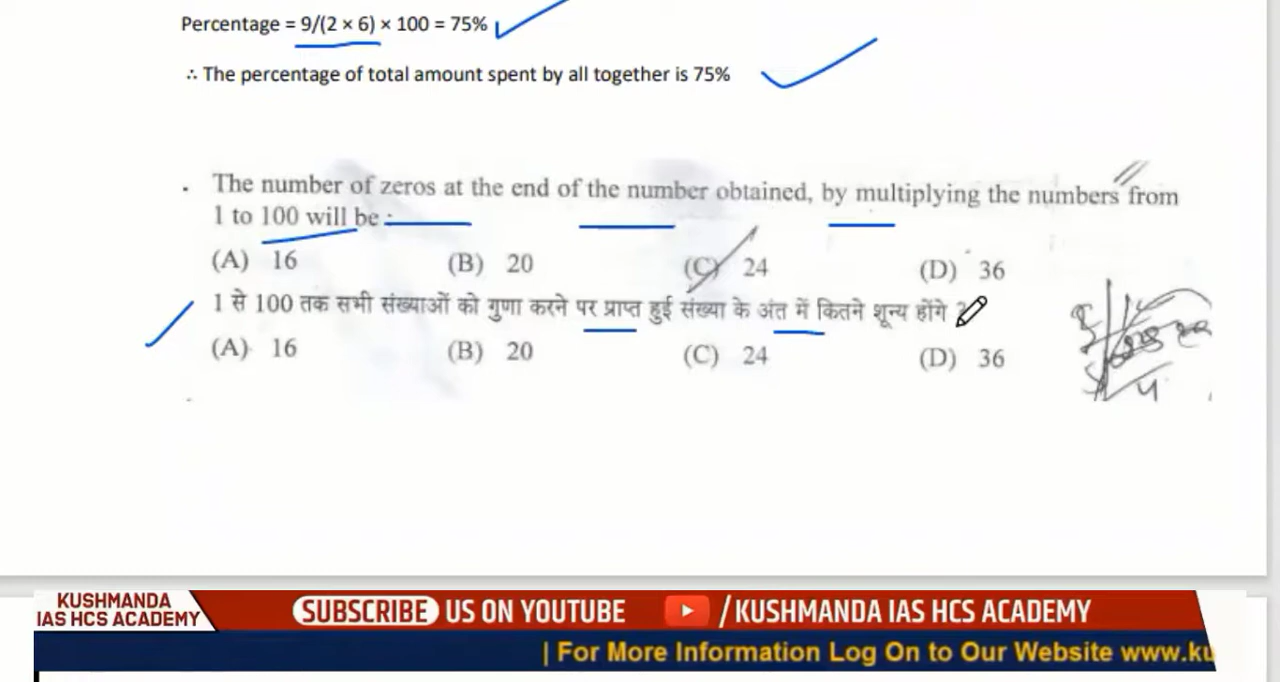 Percentage = 9/(2 × 6) × 100 = 75%
∴ The percentage of total amount spent by all together is 75%
. The number of zeros at the end of the number obtained, by multiplying the numbers from
1 to 100 will be :
(A) 16 (B) 20 (C) 24 (D) 36
1 से 100 तक सभी संख्याओं को गुणा करने पर प्राप्त हुई संख्या के अंत में कितने शून्य होंगे
(A) 16 (B) 20 (C) 24 (D) 36
KUSHMANDA
IAS HCS ACADEMY
SUBSCRIBE US ON YOUTUBE /KUSHMANDA IAS HCS ACADEMY
| For More Information Log On to Our Website www.ku